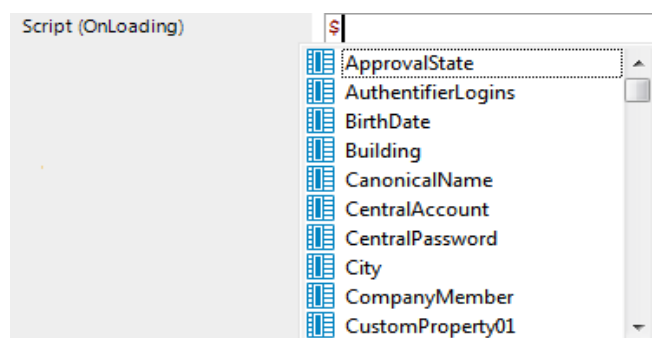 Script (OnLoading)
$
ApprovalState
AuthentifierLogins
BirthDate
Building
CanonicalName
CentralAccount
CentralPassword
City
CompanyMember
CustomProperty01